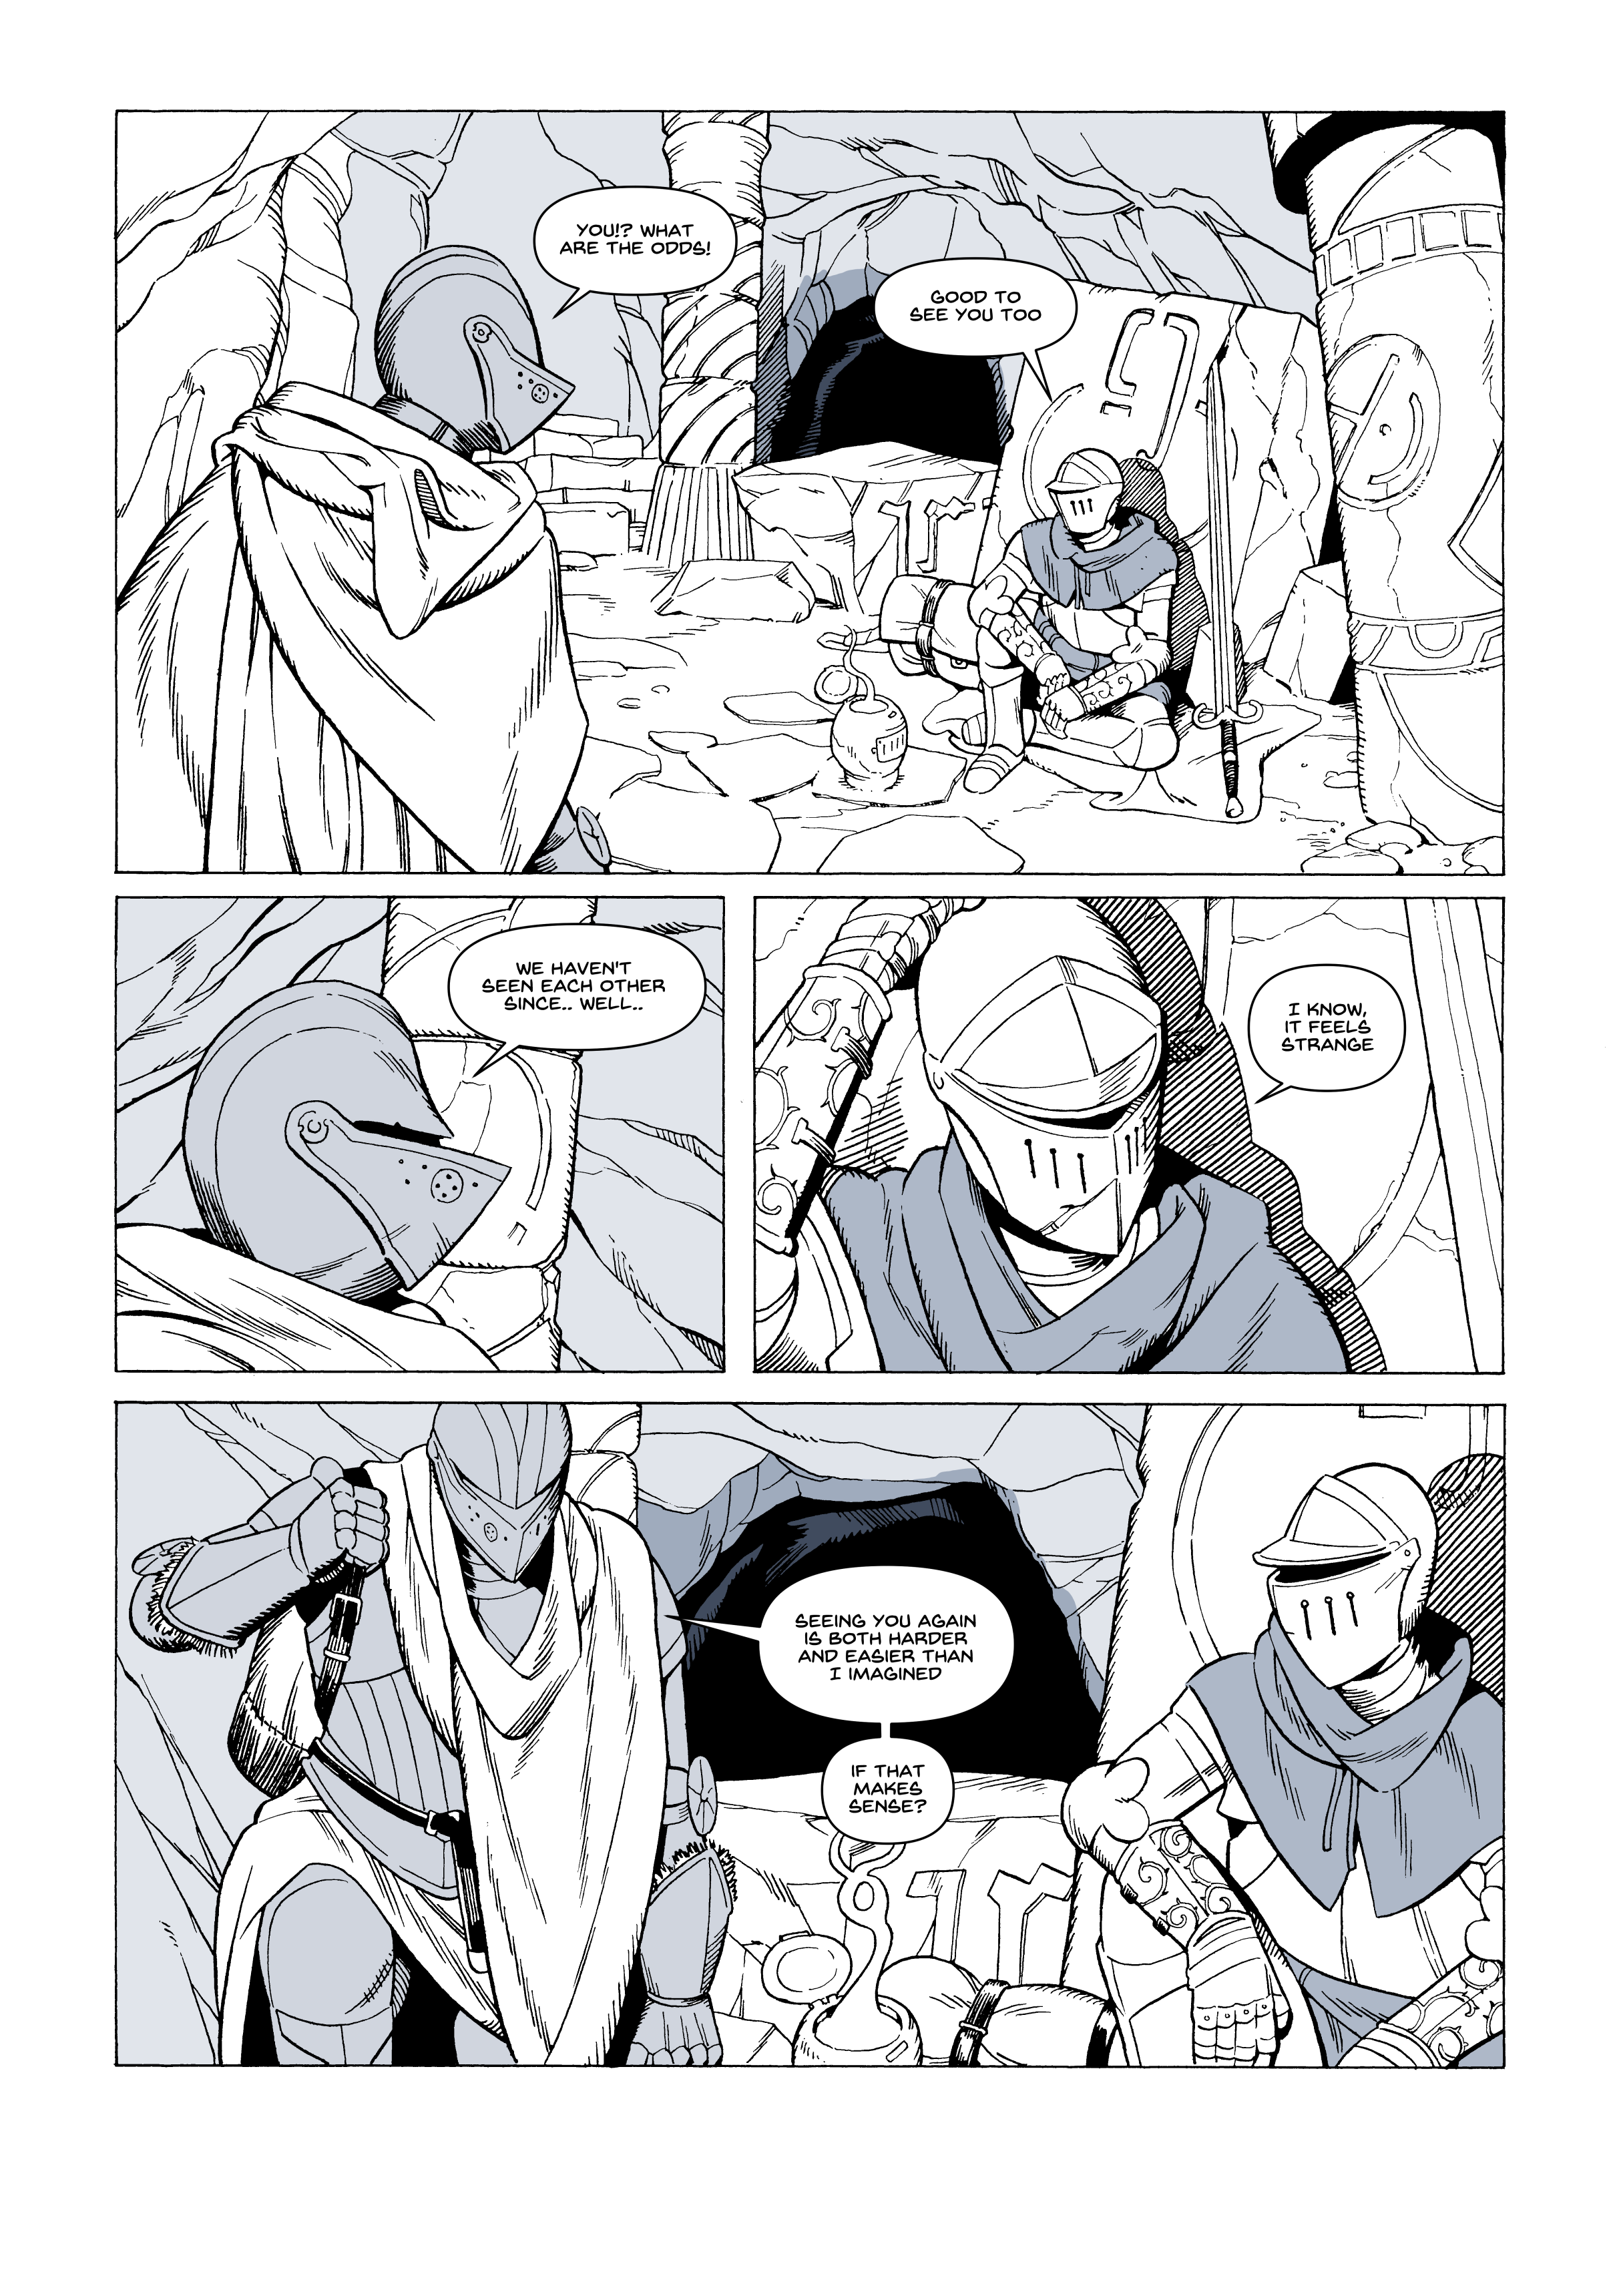 YOU!? WHAT
ARE THE ODDS!
GOOD TO
SEE YOU TOO
WE HAVEN'T
SEEN EACH OTHER
SINCE.. WELL..
I KNOW,
IT FEELS
STRANGE
SEEING YOU AGAIN
IS BOTH HARDER
AND EASIER THAN
I IMAGINED
IF THAT
MAKES
SENSE?